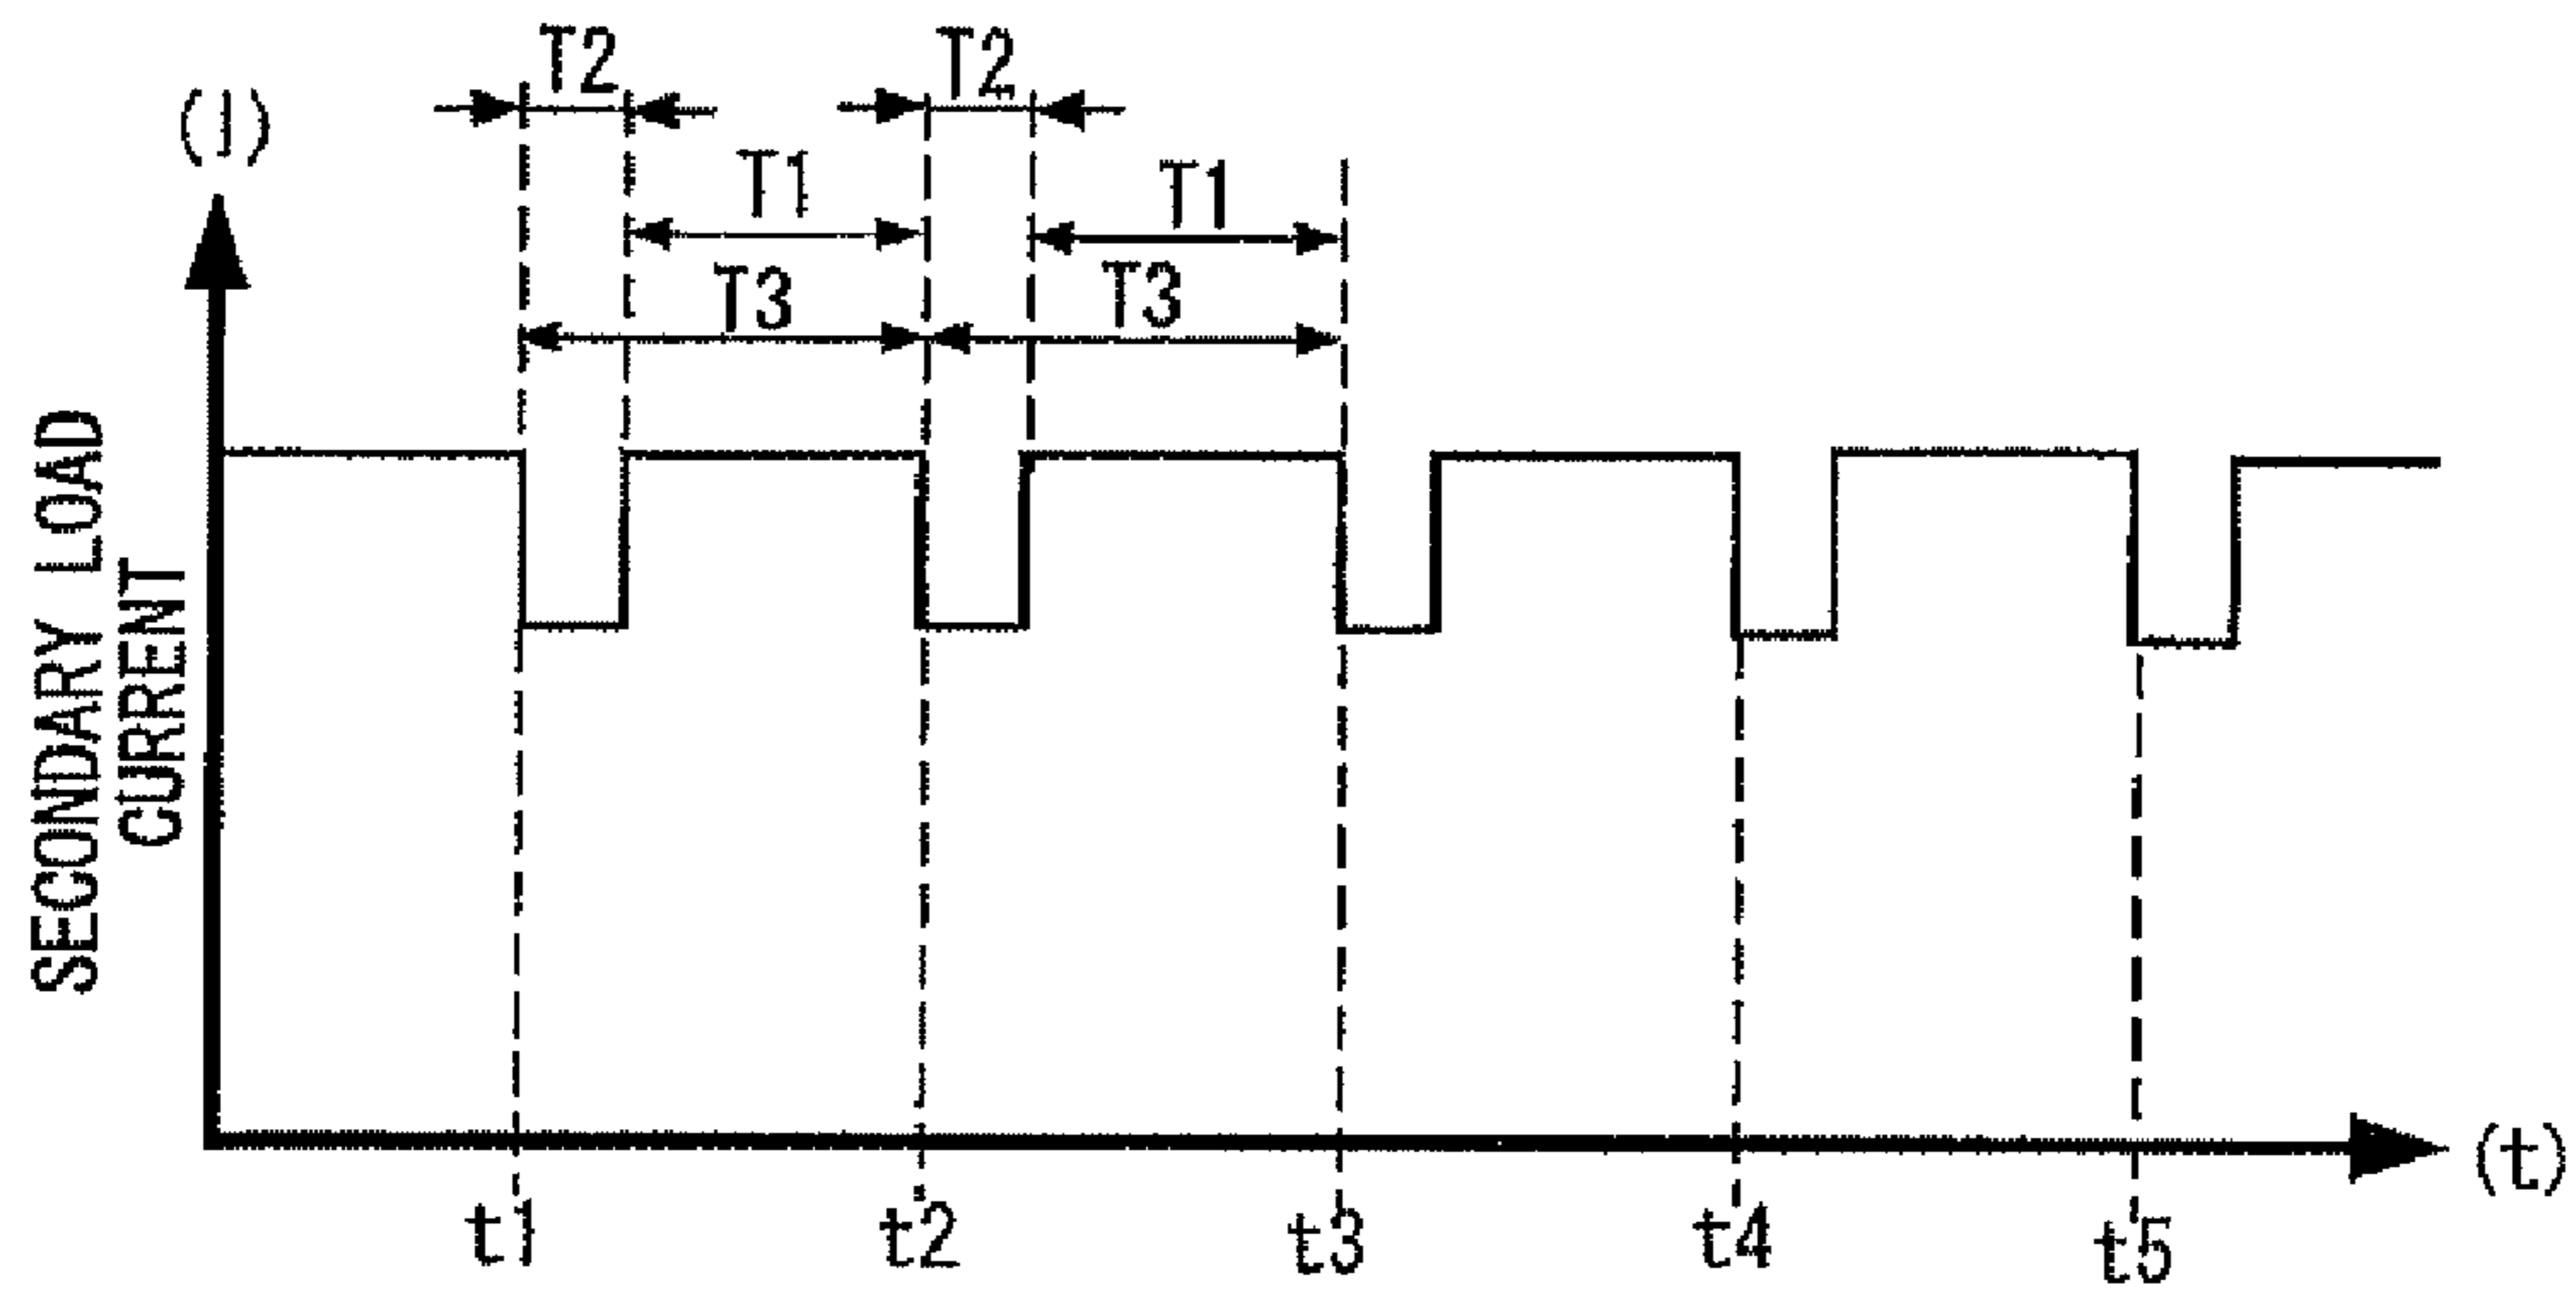 T2 T2
(I)
T1 T1
T3 T3
SECONDARY LOAD
CURRENT
(t)
t1 t2 t3 t4 t5